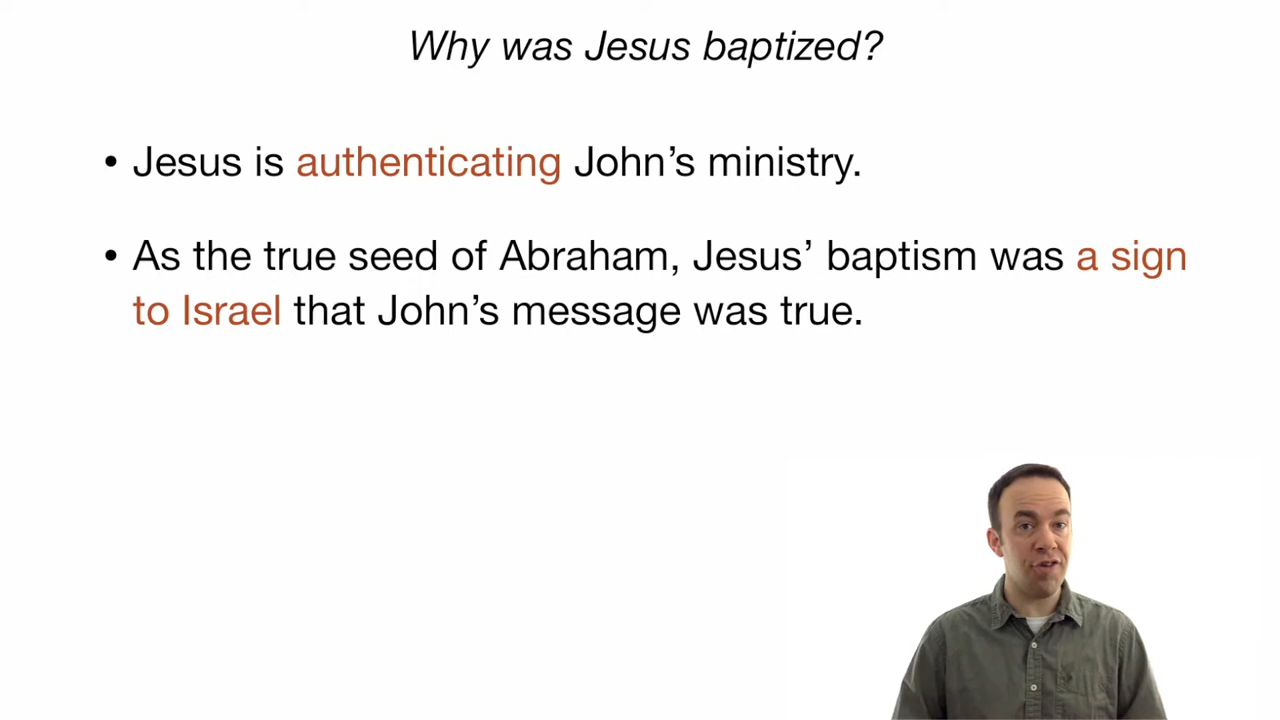 Why was Jesus baptized?
• Jesus is authenticating John’s ministry.
• As the true seed of Abraham, Jesus’ baptism was a sign
to Israel that John’s message was true.